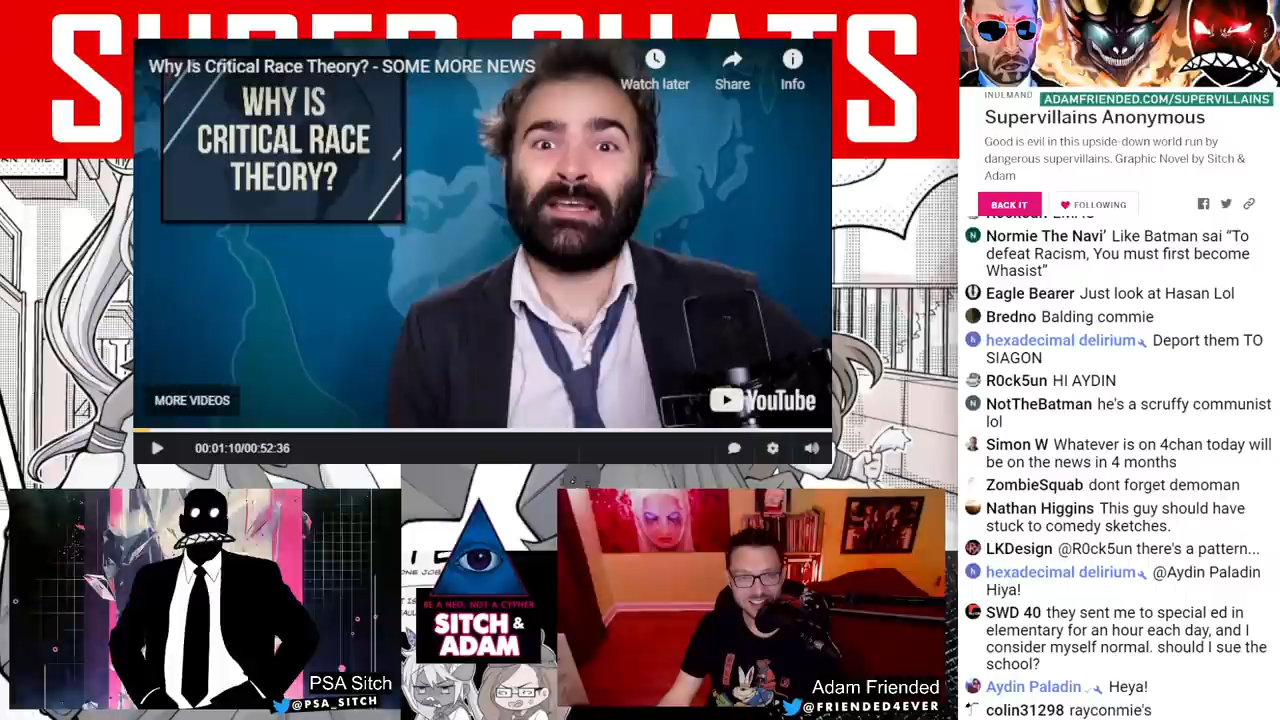 SUPER CHATS
Why Is Critical Race Theory? - SOME MORE NEWS
Watch later
Share
Info
WHY IS
CRITICAL RACE
THEORY?
MORE VIDEOS
YouTube
00:01:10/00:52:36
BE A NEO, NOT A CYPHER
SITCH &
ADAM
PSA Sitch
@PSA_SITCH
Adam Friended
@FRIENDED4EVER
INDEMAND
ADAMFRIENDED.COM/SUPERVILLAINS
Supervillains Anonymous
Good is evil in this upside-down world run by
dangerous supervillains. Graphic Novel by Sitch &
Adam
BACK IT
FOLLOWING
Normie The Navi’ Like Batman sai “To
defeat Racism, You must first become
Whasist”
Eagle Bearer Just look at Hasan Lol
Bredno Balding commie
hexadecimal delirium Deport them TO
SIAGON
R0ck5un HI AYDIN
NotTheBatman he's a scruffy communist
lol
Simon W Whatever is on 4chan today will
be on the news in 4 months
ZombieSquab dont forget demoman
Nathan Higgins This guy should have
stuck to comedy sketches.
LKDesign @R0ck5un there's a pattern...
hexadecimal delirium @Aydin Paladin
Hiya!
SWD 40 they sent me to special ed in
elementary for an hour each day, and I
consider myself normal. should I sue the
school?
Aydin Paladin Heya!
colin31298 rayconmie's